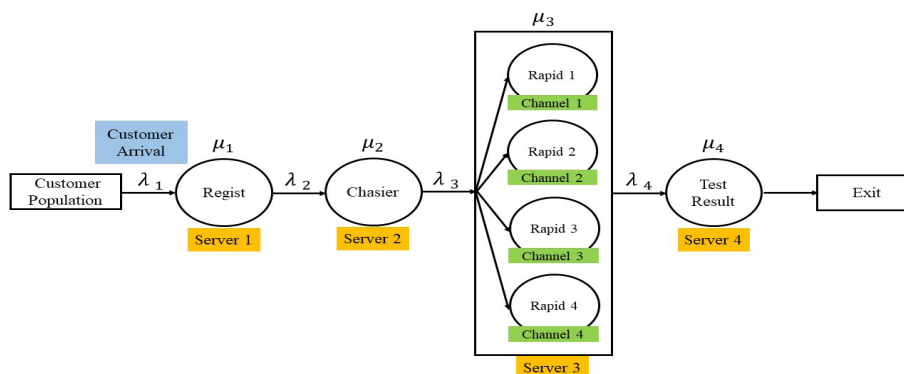 μ₃
Rapid 1
Channel 1
Customer
Arrival
μ₁
μ₂
Rapid 2
Channel 2
μ₄
Customer
Population
λ ₁
Regist
λ ₂
Chasier
λ ₃
λ ₄
Test
Result
Exit
Server 1
Server 2
Rapid 3
Channel 3
Server 4
Rapid 4
Channel 4
Server 3